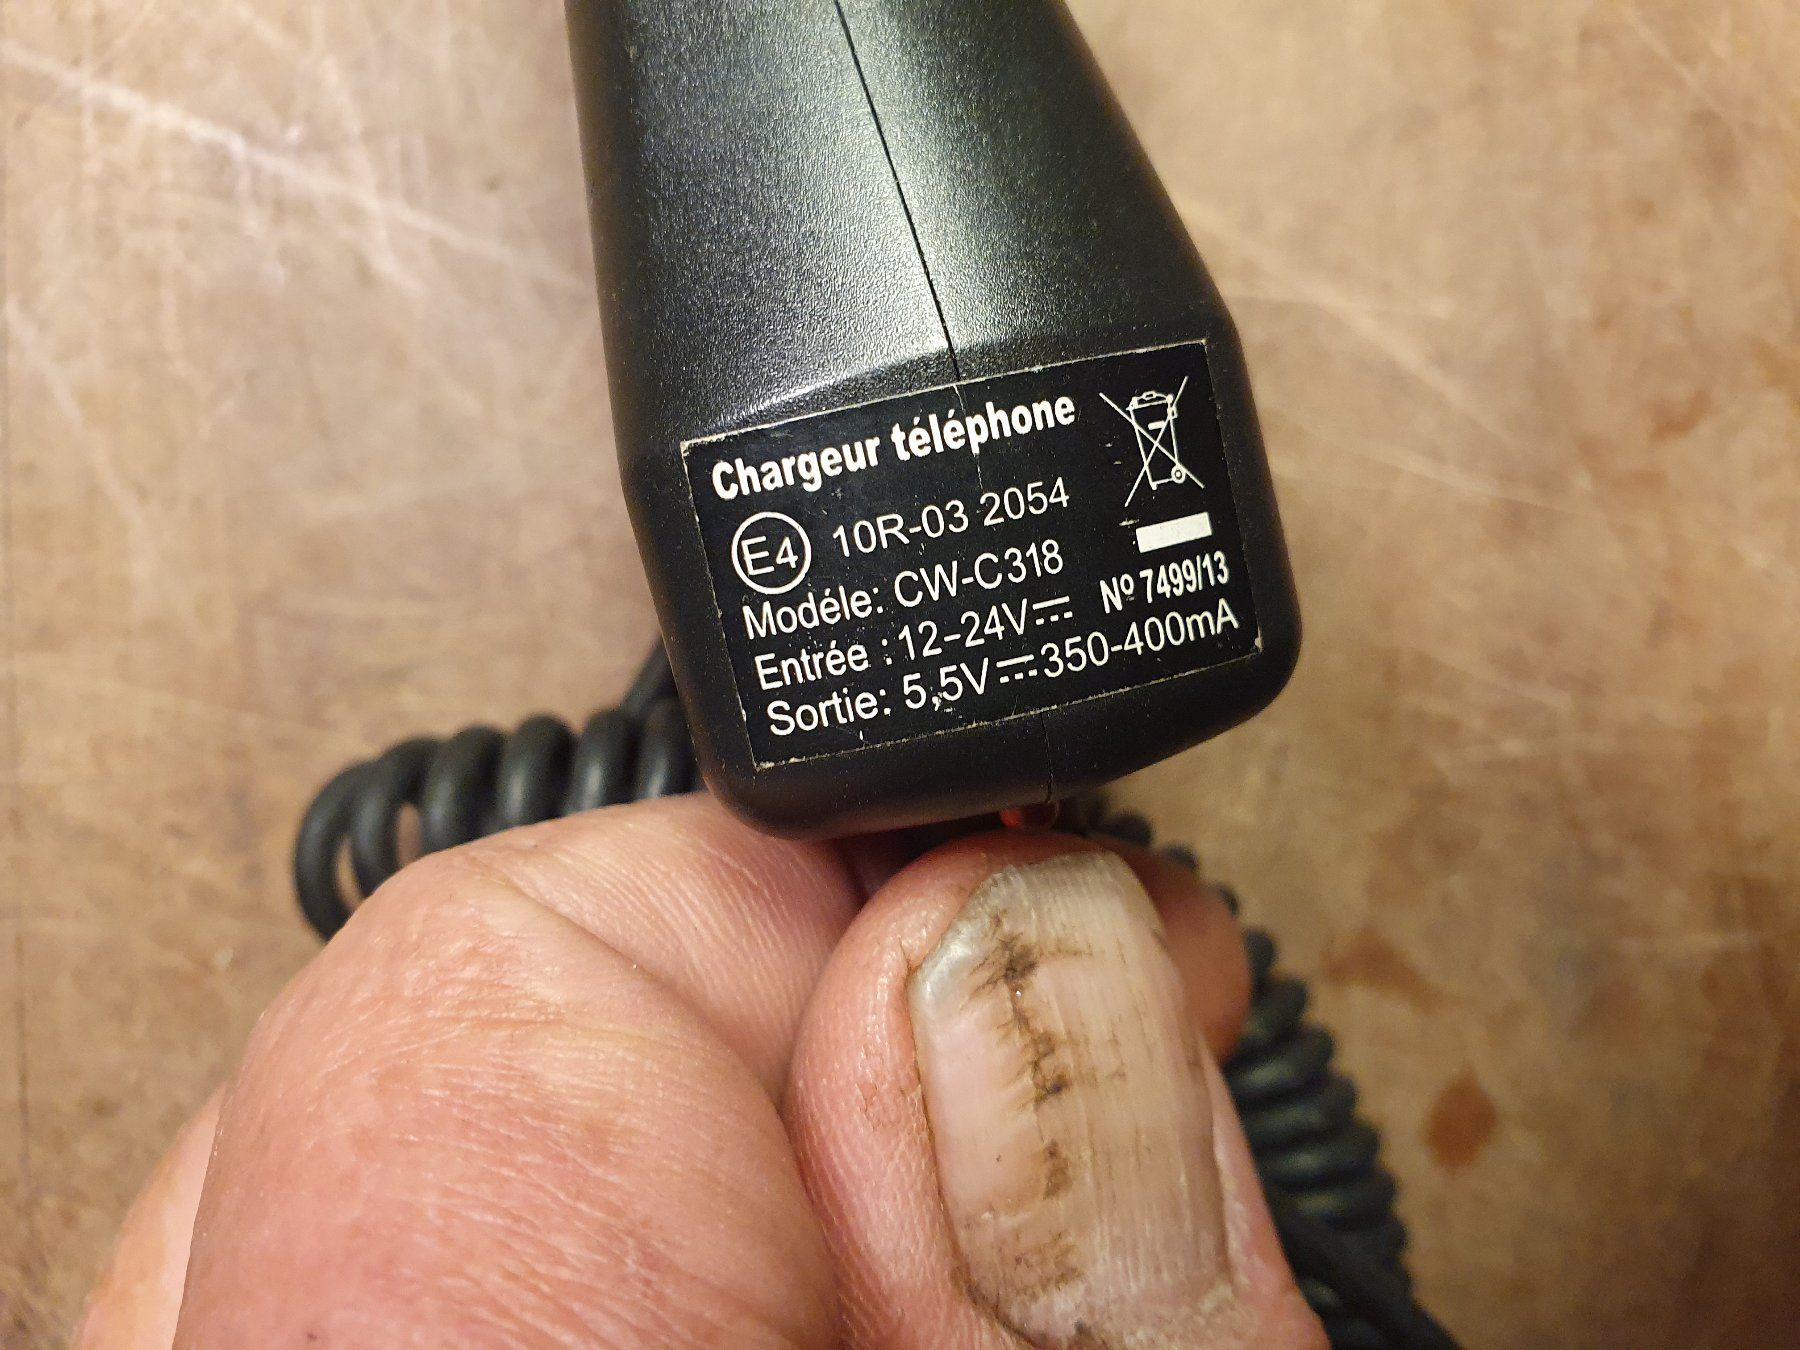 Chargeur téléphone
E4 10R-03 2054
Modéle: CW-C318
Nº 7499/13
Entrée : 12-24V⎓
Sortie: 5,5V⎓350-400mA